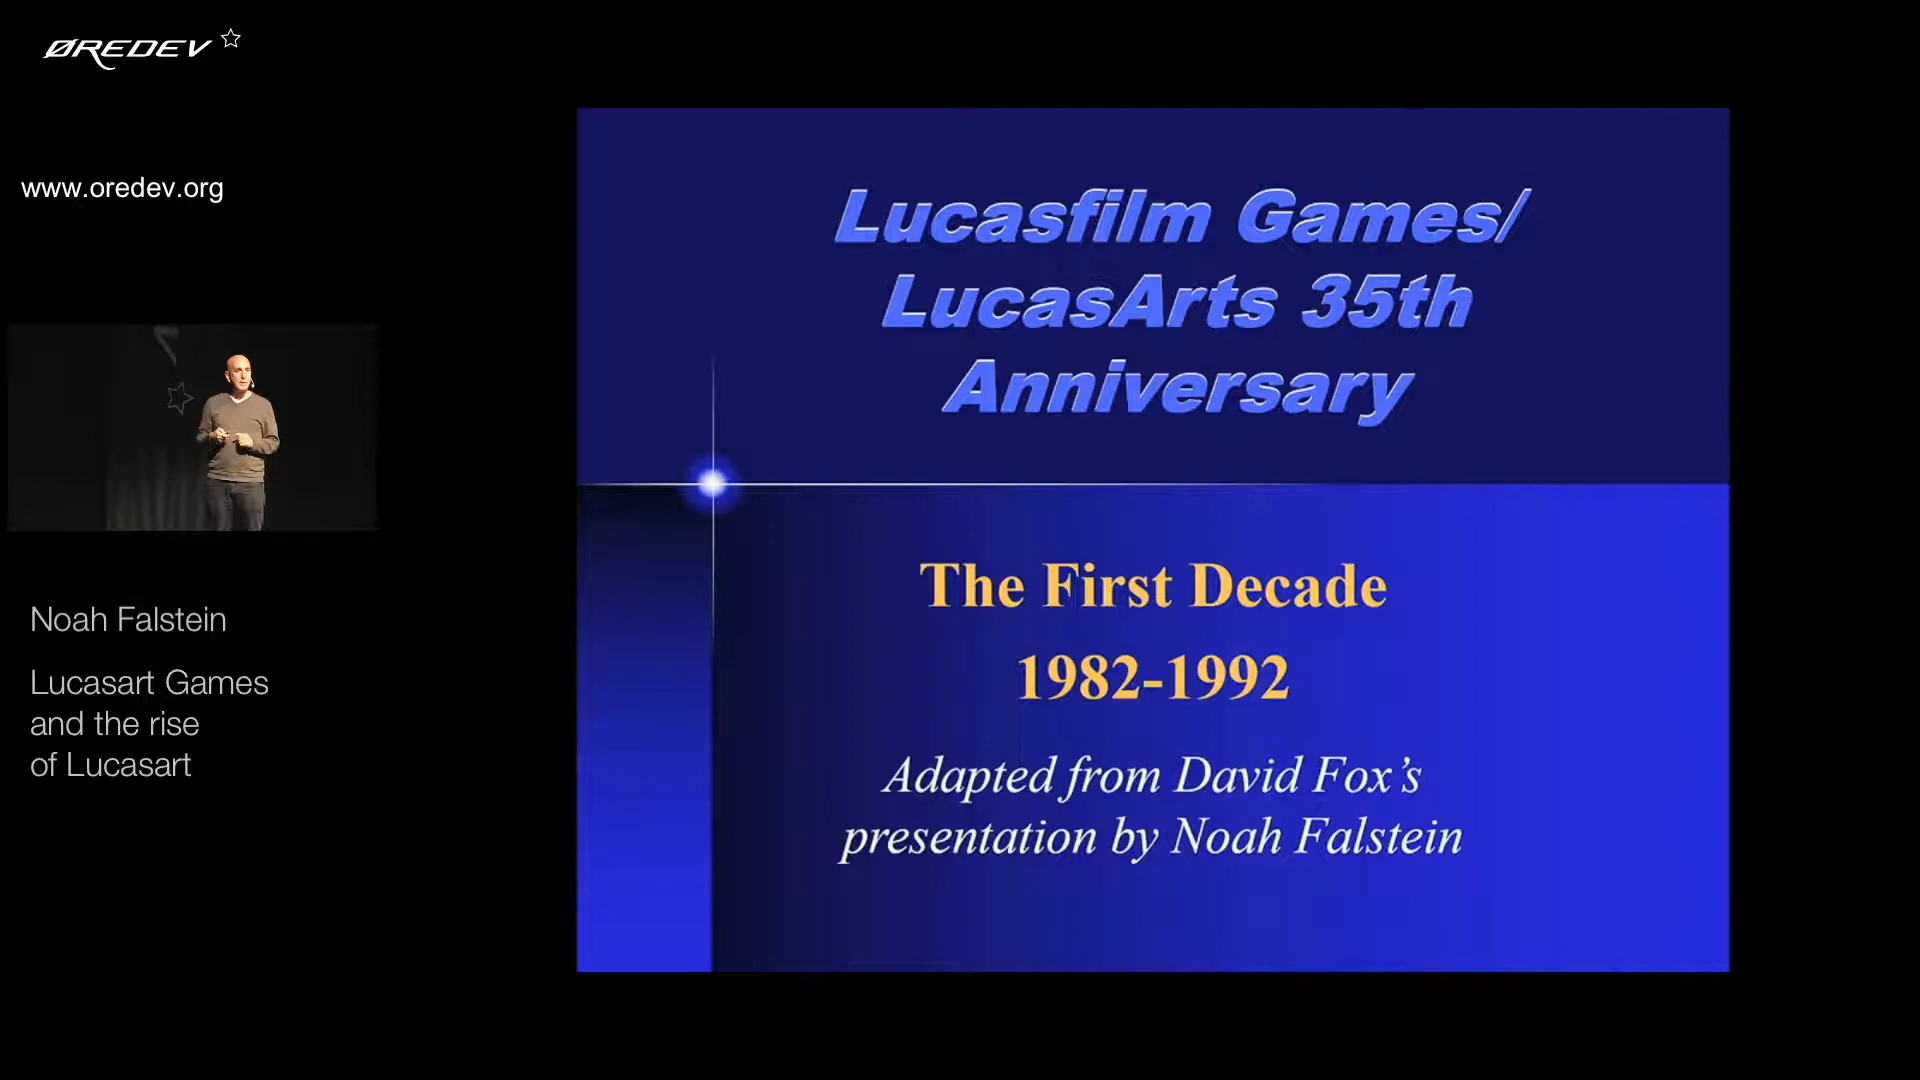 ØREDEV
www.oredev.org
Lucasfilm Games/
LucasArts 35th
Anniversary
The First Decade
1982-1992
Adapted from David Fox's
presentation by Noah Falstein
Noah Falstein
Lucasart Games
and the rise
of Lucasart